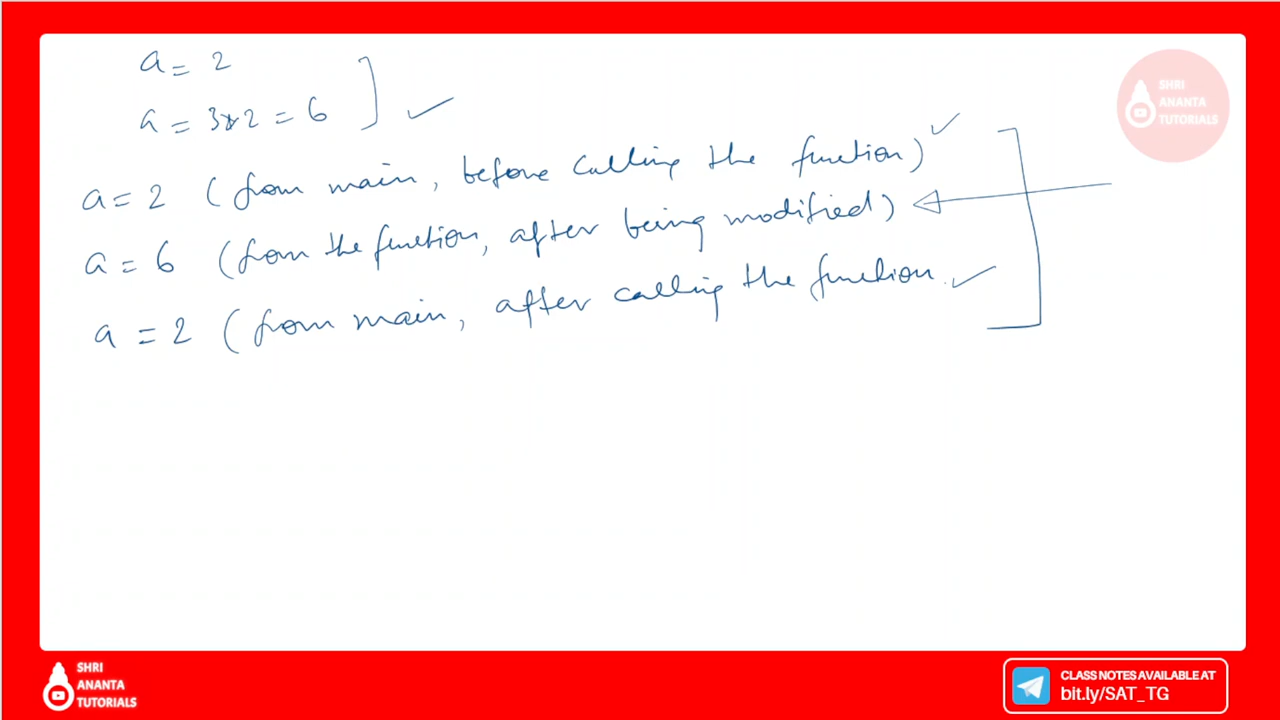 a = 2
a = 3*2 = 6
a = 2 (from main, before calling the function)
a = 6 (from the function, after being modified)
a = 2 (from main, after calling the function.
SHRI
ANANTA
TUTORIALS
SHRI
ANANTA
TUTORIALS
CLASS NOTES AVAILABLE AT
bit.ly/SAT_TG